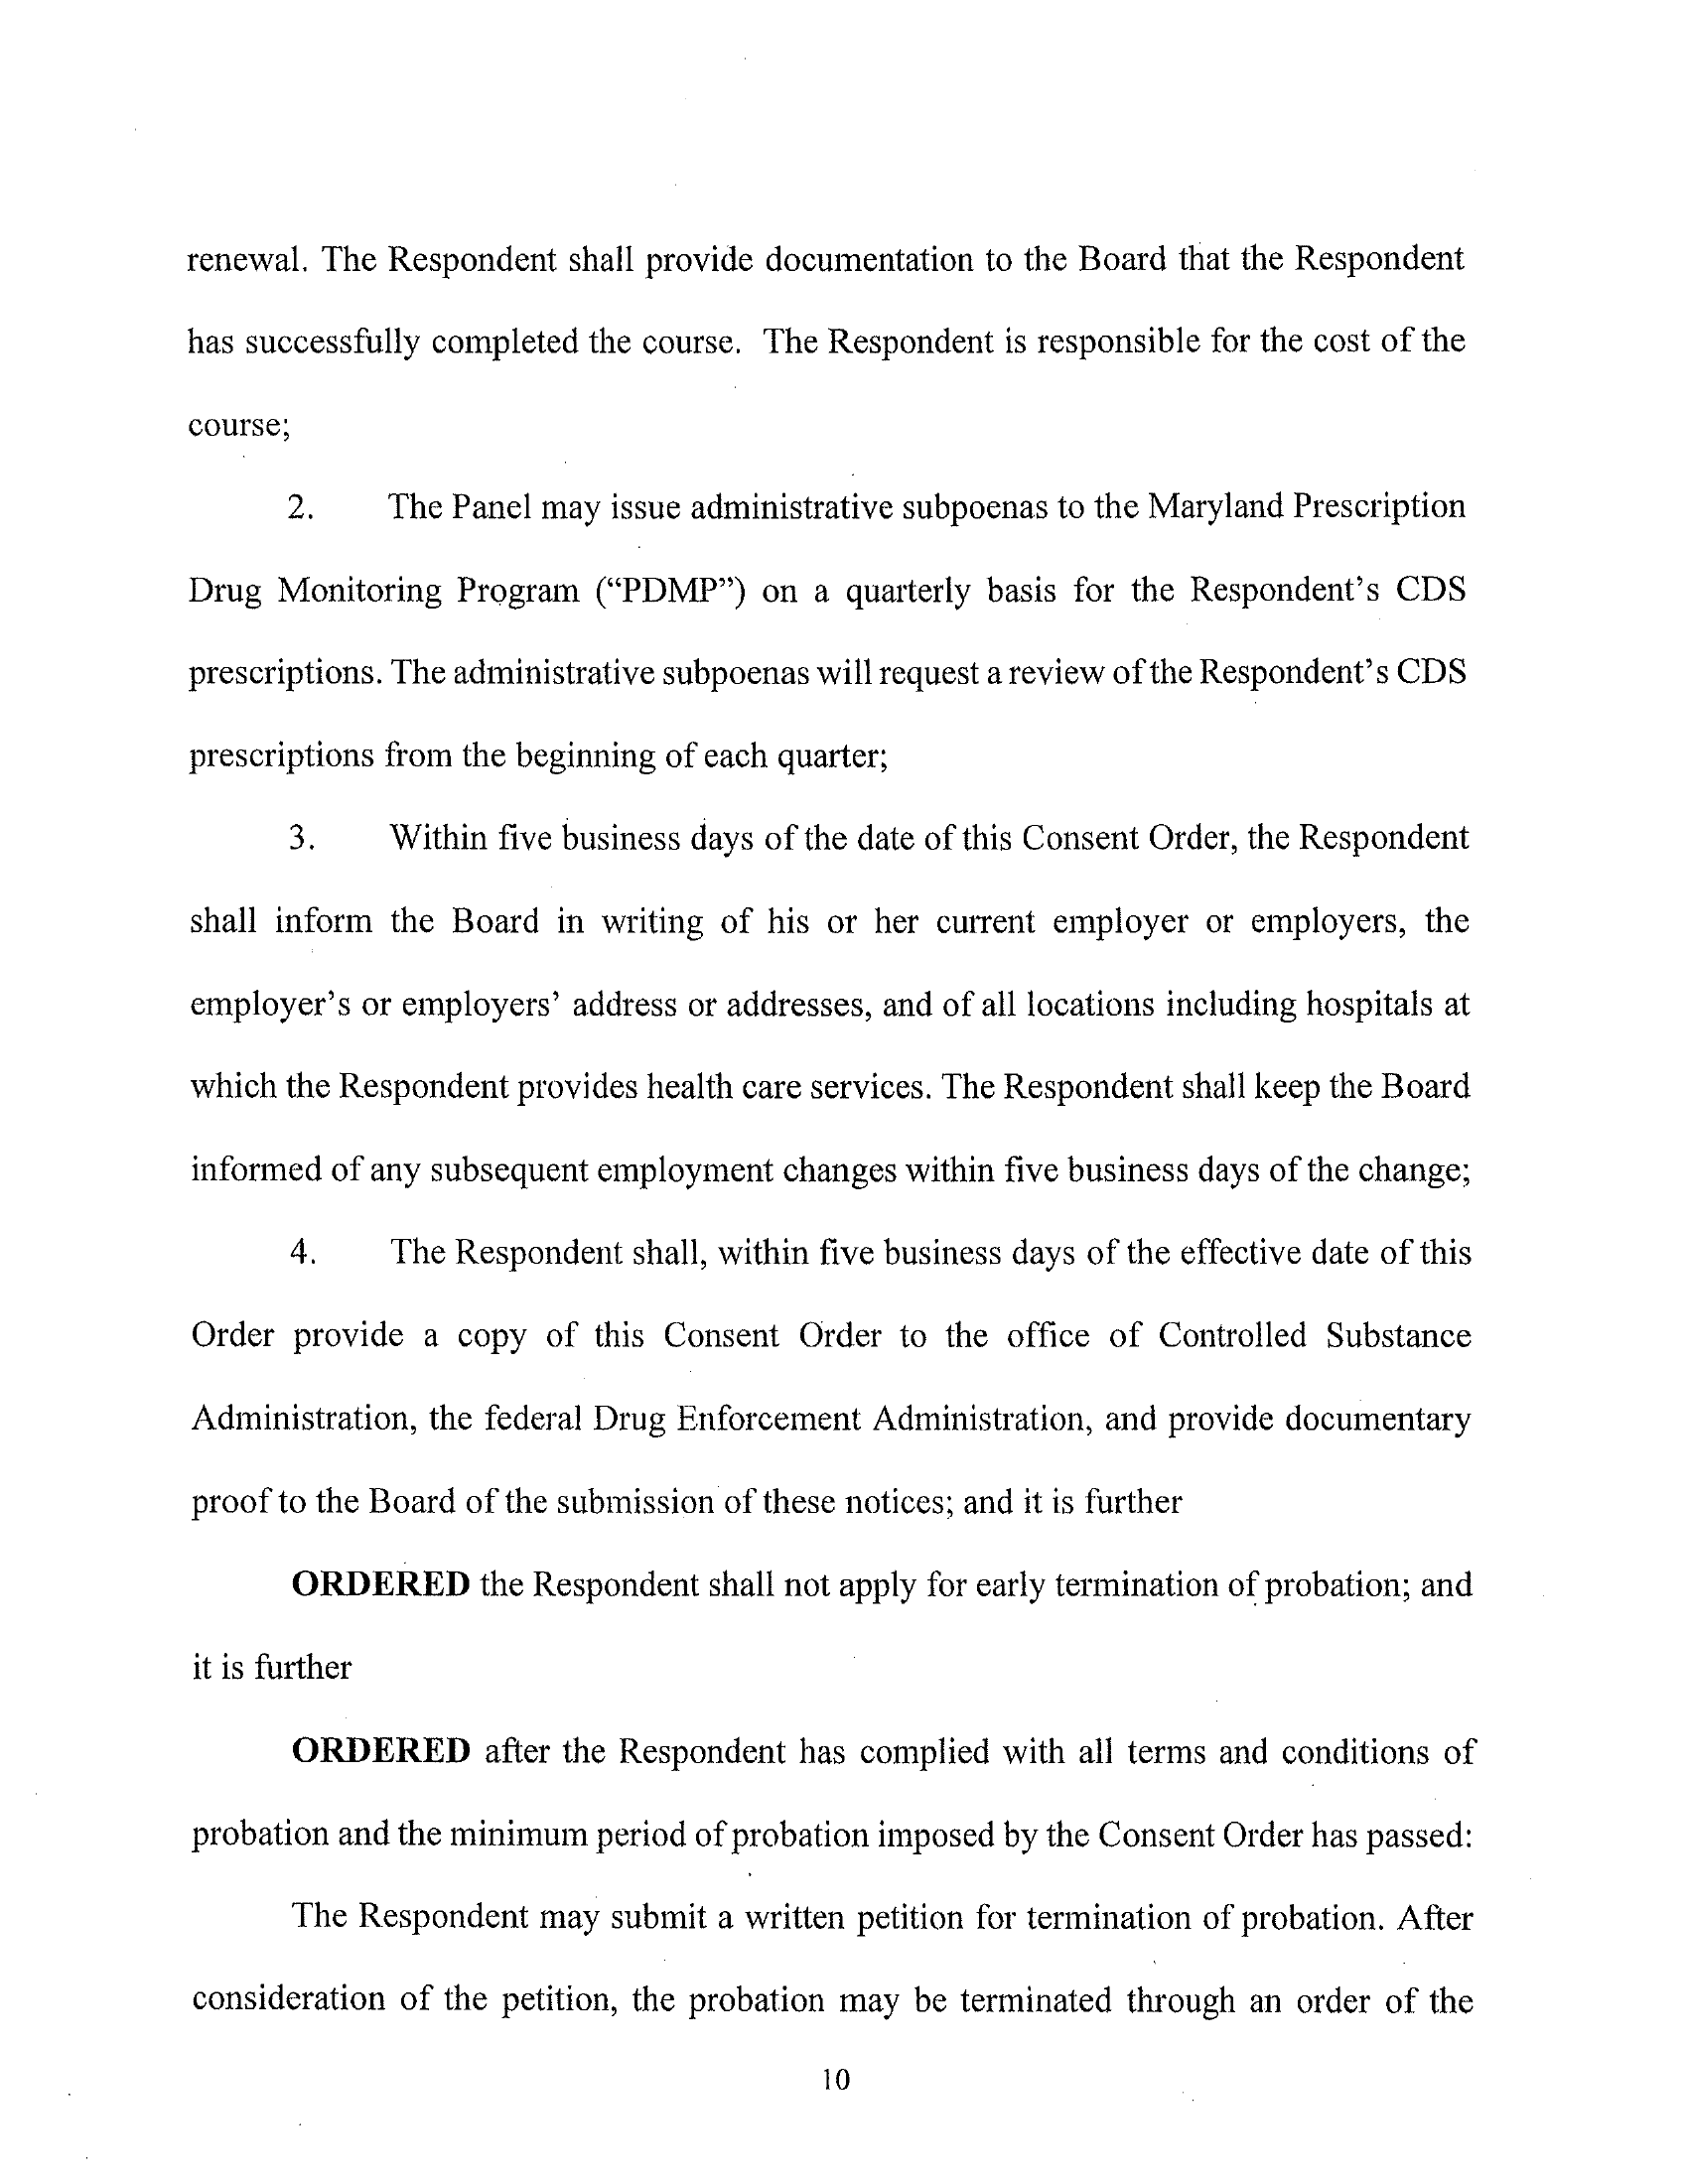 renewal. The Respondent shall provide documentation to the Board that the Respondent
has successfully completed the course. The Respondent is responsible for the cost of the
course;
2. The Panel may issue administrative subpoenas to the Maryland Prescription
Drug Monitoring Program (“PDMP”) on a quarterly basis for the Respondent’s CDS
prescriptions. The administrative subpoenas will request a review of the Respondent’s CDS
prescriptions from the beginning of each quarter;
3. Within five business days of the date of this Consent Order, the Respondent
shall inform the Board in writing of his or her current employer or employers, the
employer’s or employers’ address or addresses, and of all locations including hospitals at
which the Respondent provides health care services. The Respondent shall keep the Board
informed of any subsequent employment changes within five business days of the change;
4. The Respondent shall, within five business days of the effective date of this
Order provide a copy of this Consent Order to the office of Controlled Substance
Administration, the federal Drug Enforcement Administration, and provide documentary
proof to the Board of the submission of these notices; and it is further
ORDERED the Respondent shall not apply for early termination of probation; and
it is further
ORDERED after the Respondent has complied with all terms and conditions of
probation and the minimum period of probation imposed by the Consent Order has passed:
The Respondent may submit a written petition for termination of probation. After
consideration of the petition, the probation may be terminated through an order of the
10